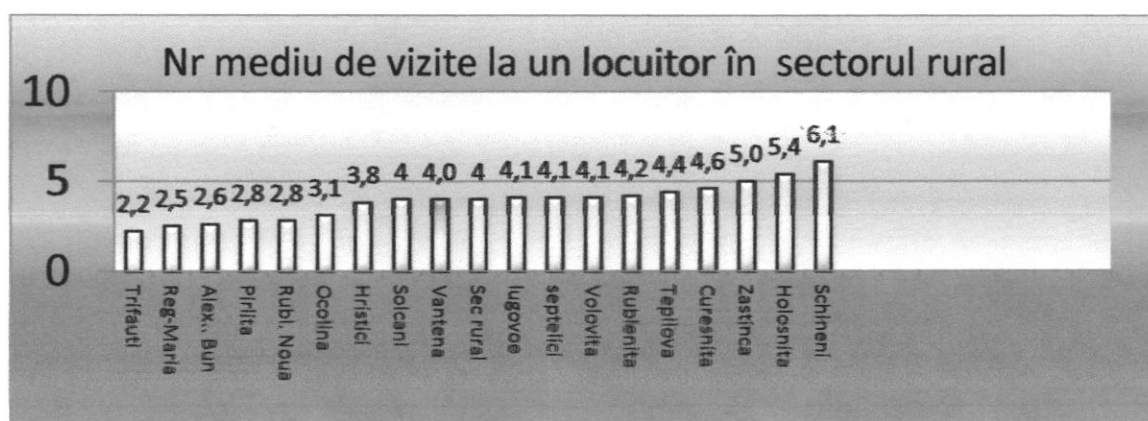 Nr mediu de vizite la un locuitor în sectorul rural
10
5
0
2,2 2,5 2,6 2,8 2,8 3,1 3,8 4 4,0 4 4,1 4,1 4,1 4,2 4,4 4,6 5,0 5,4 6,1
Trifauti
Reg-Maria
Alex.. Bun
Pirlita
Rubl. Noua
Ocolina
Hristici
Solcani
Vantena
Sec rural
Iugovoe
septelici
Volovita
Rublenita
Tepilova
Curesnita
Zastinca
Holosnita
Schineni